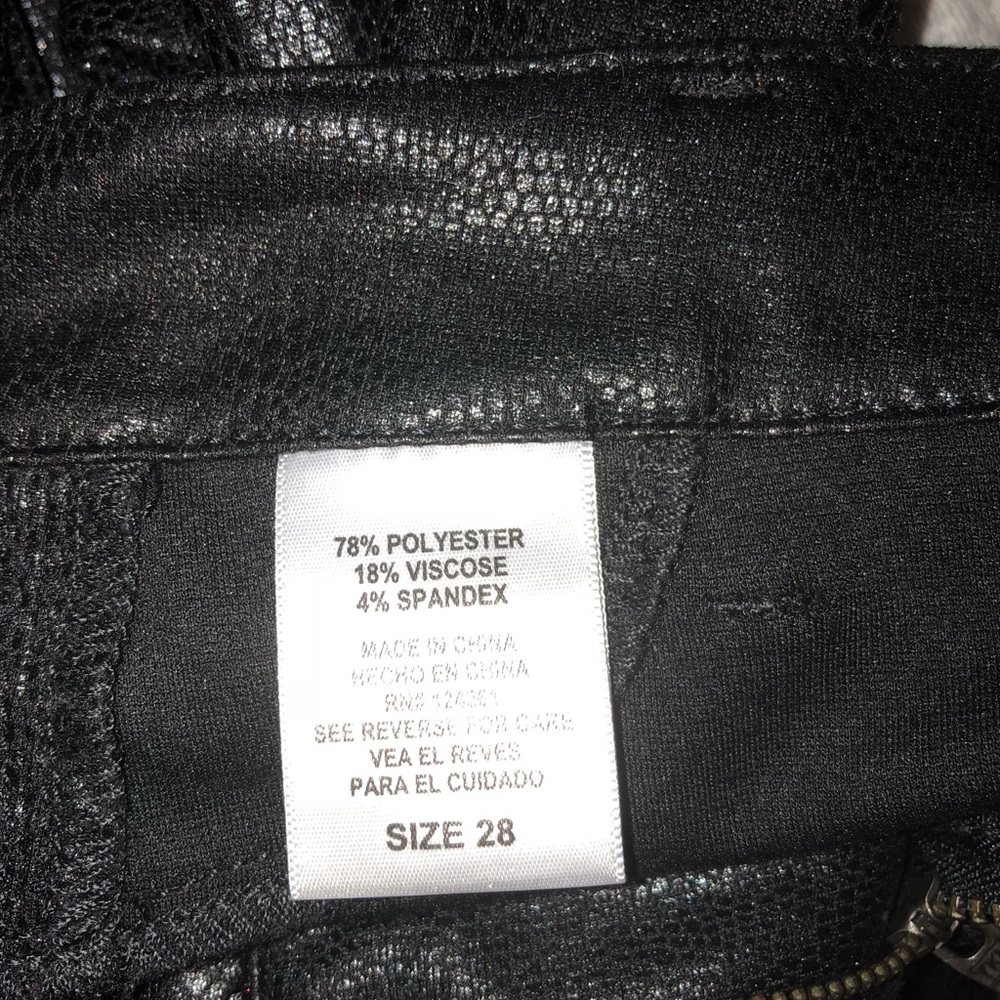 78% POLYESTER
18% VISCOSE
4% SPANDEX
MADE IN CHINA
HECHO EN CHINA
RN#
SEE REVERSE FOR CARE
VEA EL REVES
PARA EL CUIDADO
SIZE 28